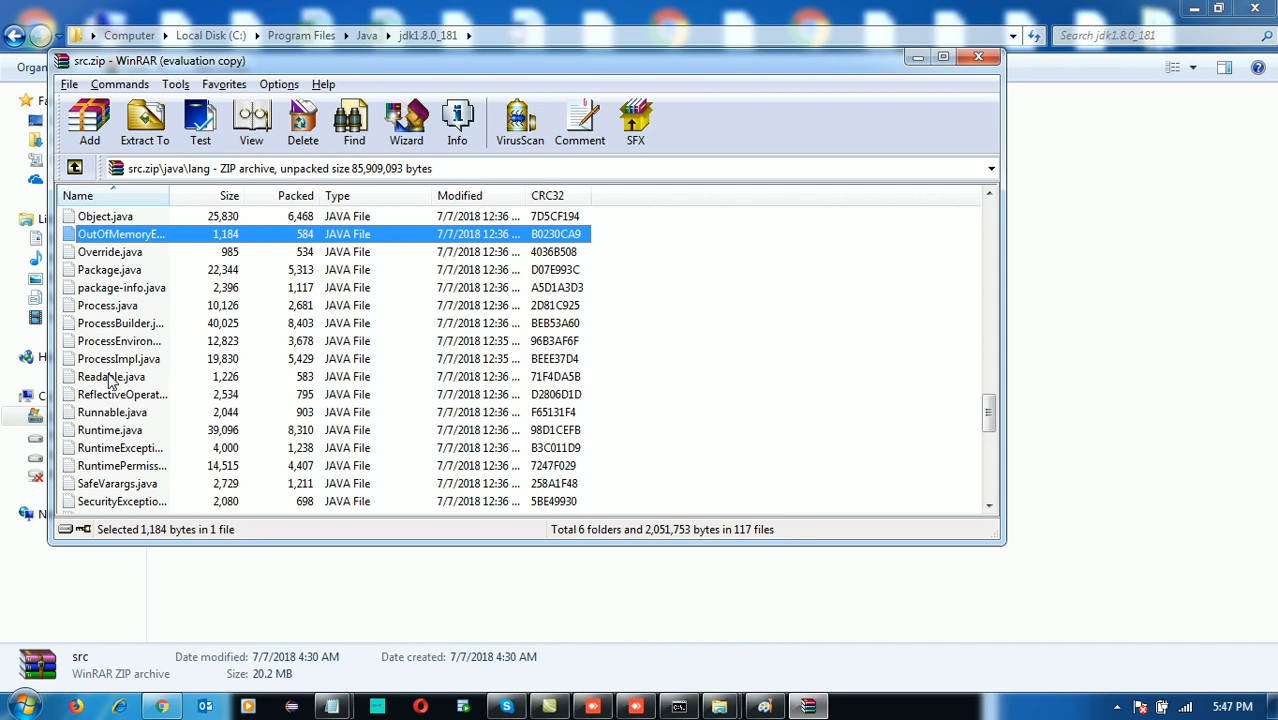 Computer Local Disk (C:) Program Files Java jdk1.8.0_181 Search jdk1.8.0_181
Organ
src.zip - WinRAR (evaluation copy)
File Commands Tools Favorites Options Help
Add Extract To Test View Delete Find Wizard Info VirusScan Comment SFX
src.zip\java\lang - ZIP archive, unpacked size 85,909,093 bytes
Name Size Packed Type Modified CRC32
Object.java 25,830 6,468 JAVA File 7/7/2018 12:36 ... 7D5CF194
OutOfMemoryE... 1,184 584 JAVA File 7/7/2018 12:36 ... B0230CA9
Override.java 985 534 JAVA File 7/7/2018 12:36 ... 4036B508
Package.java 22,344 5,313 JAVA File 7/7/2018 12:36 ... D07E993C
package-info.java 2,396 1,117 JAVA File 7/7/2018 12:36 ... A5D1A3D3
Process.java 10,126 2,681 JAVA File 7/7/2018 12:35 ... 2D81C925
ProcessBuilder.j... 40,025 8,403 JAVA File 7/7/2018 12:36 ... BEB53A60
ProcessEnviron... 12,823 3,678 JAVA File 7/7/2018 12:36 ... 96B3AF6F
ProcessImpl.java 19,830 5,429 JAVA File 7/7/2018 12:35 ... BEEE37D4
Readable.java 1,226 583 JAVA File 7/7/2018 12:36 ... 71F4DA5B
ReflectiveOperat... 2,534 795 JAVA File 7/7/2018 12:36 ... D2806D1D
Runnable.java 2,044 903 JAVA File 7/7/2018 12:36 ... F65131F4
Runtime.java 39,096 8,310 JAVA File 7/7/2018 12:36 ... 98D1CEFB
RuntimeExcepti... 4,000 1,238 JAVA File 7/7/2018 12:36 ... B3C011D9
RuntimePermiss... 14,515 4,407 JAVA File 7/7/2018 12:36 ... 7247F029
SafeVarargs.java 2,729 1,211 JAVA File 7/7/2018 12:36 ... 258A1F48
SecurityExceptio... 2,080 698 JAVA File 7/7/2018 12:36 ... 5BE49930
Selected 1,184 bytes in 1 file Total 6 folders and 2,051,753 bytes in 117 files
Fa
Li
H
C
N
src Date modified: 7/7/2018 4:30 AM Date created: 7/7/2018 4:30 AM
WinRAR ZIP archive Size: 20.2 MB
5:47 PM